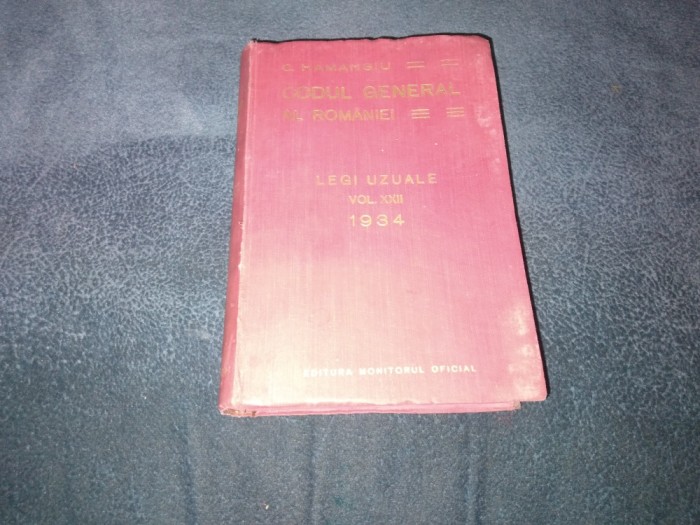 C. HAMANGIU
CODUL GENERAL
AL ROMÂNIEI
LEGI UZUALE
VOL. XXII
1934
EDITURA MONITORUL OFICIAL